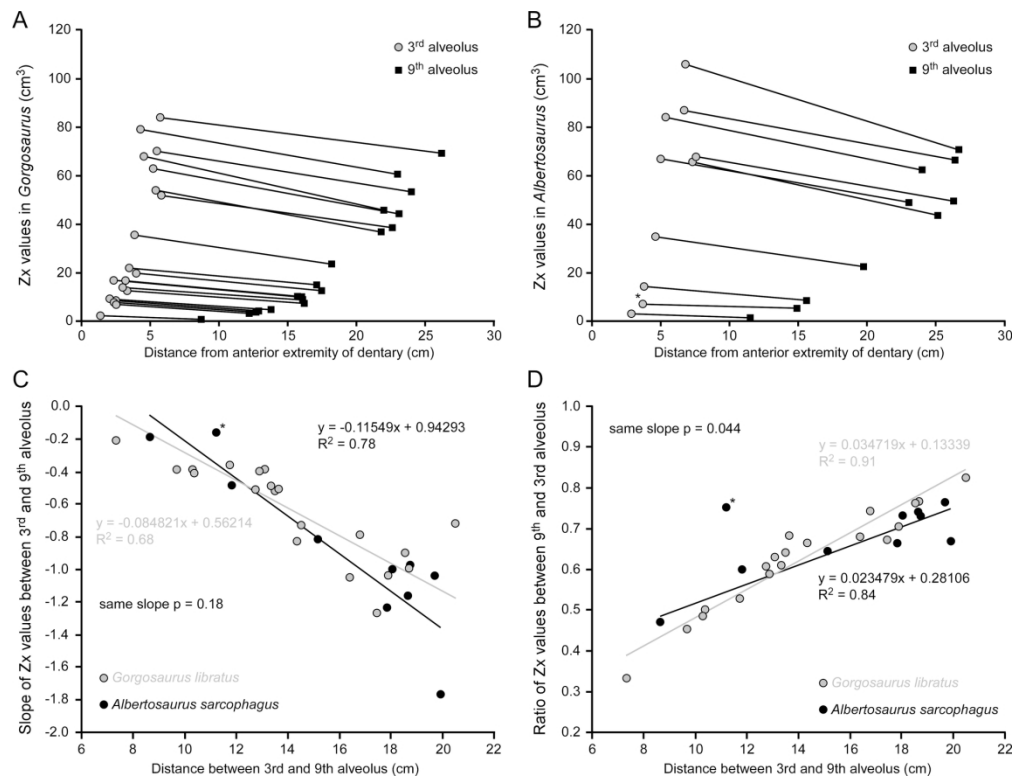 A
Zx values in Gorgosaurus (cm³)
120
100
80
60
40
20
0
3rd alveolus
9th alveolus
0 5 10 15 20 25 30
Distance from anterior extremity of dentary (cm)
B
Zx values in Albertosaurus (cm³)
120
100
80
60
40
20
0
3rd alveolus
9th alveolus
*
0 5 10 15 20 25 30
Distance from anterior extremity of dentary (cm)
C
Slope of Zx values between 3rd and 9th alveolus
0.0
-0.2
-0.4
-0.6
-0.8
-1.0
-1.2
-1.4
-1.6
-1.8
-2.0
*
y = -0.11549x + 0.94293
R² = 0.78
y = -0.084821x + 0.56214
R² = 0.68
same slope p = 0.18
Gorgosaurus libratus
Albertosaurus sarcophagus
6 8 10 12 14 16 18 20 22
Distance between 3rd and 9th alveolus (cm)
D
Ratio of Zx values between 9th and 3rd alveolus
1.0
0.9
0.8
0.7
0.6
0.5
0.4
0.3
0.2
same slope p = 0.044
y = 0.034719x + 0.13339
R² = 0.91
*
y = 0.023479x + 0.28106
R² = 0.84
Gorgosaurus libratus
Albertosaurus sarcophagus
6 8 10 12 14 16 18 20 22
Distance between 3rd and 9th alveolus (cm)